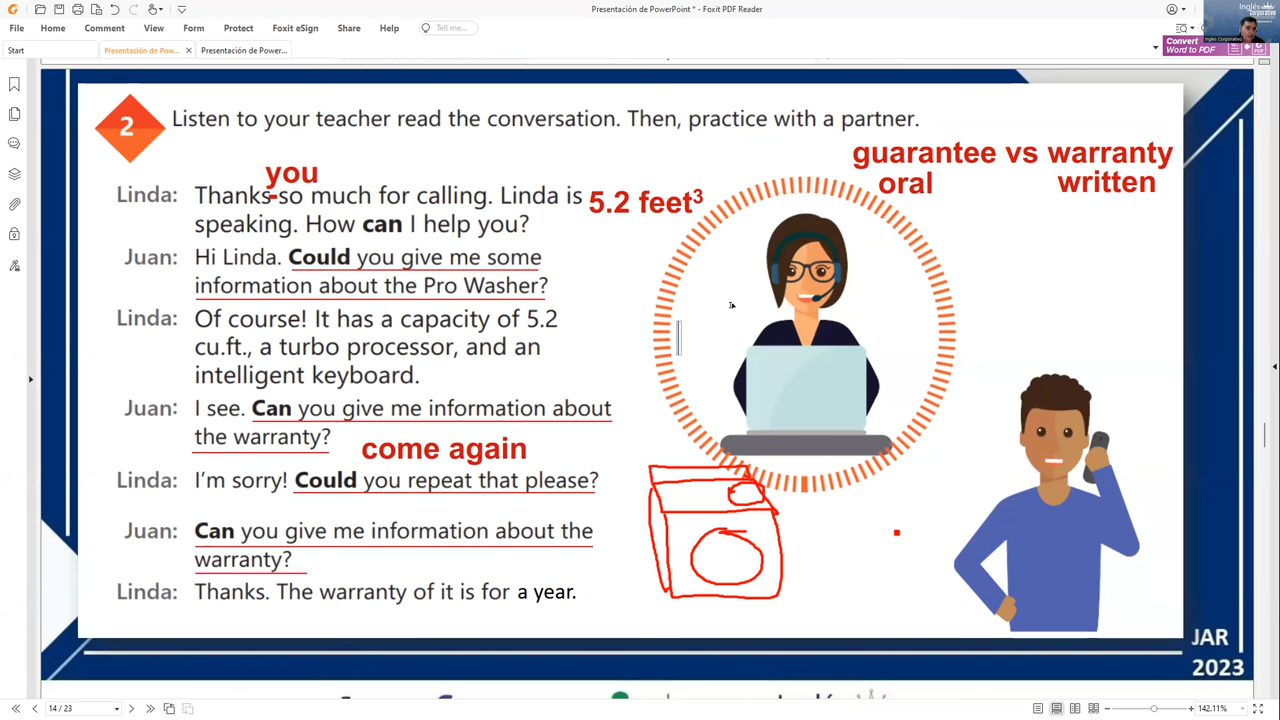 Presentación de PowerPoint * - Foxit PDF Reader
File Home Comment View Form Protect Foxit eSign Share Help Tell me...
Start Presentación de Pow... Presentación de Power...
Convert
Word to PDF
Inglés
corporativo
Inglés Corporativo
2
Listen to your teacher read the conversation. Then, practice with a partner.
guarantee vs warranty
oral written
you
Linda: Thanks-so much for calling. Linda is
speaking. How can I help you?
5.2 feet³
Juan: Hi Linda. Could you give me some
information about the Pro Washer?
Linda: Of course! It has a capacity of 5.2
cu.ft., a turbo processor, and an
intelligent keyboard.
Juan: I see. Can you give me information about
the warranty?
come again
Linda: I'm sorry! Could you repeat that please?
Juan: Can you give me information about the
warranty?
Linda: Thanks. The warranty of it is for a year.
JAR
2023
14 / 23
142.11%